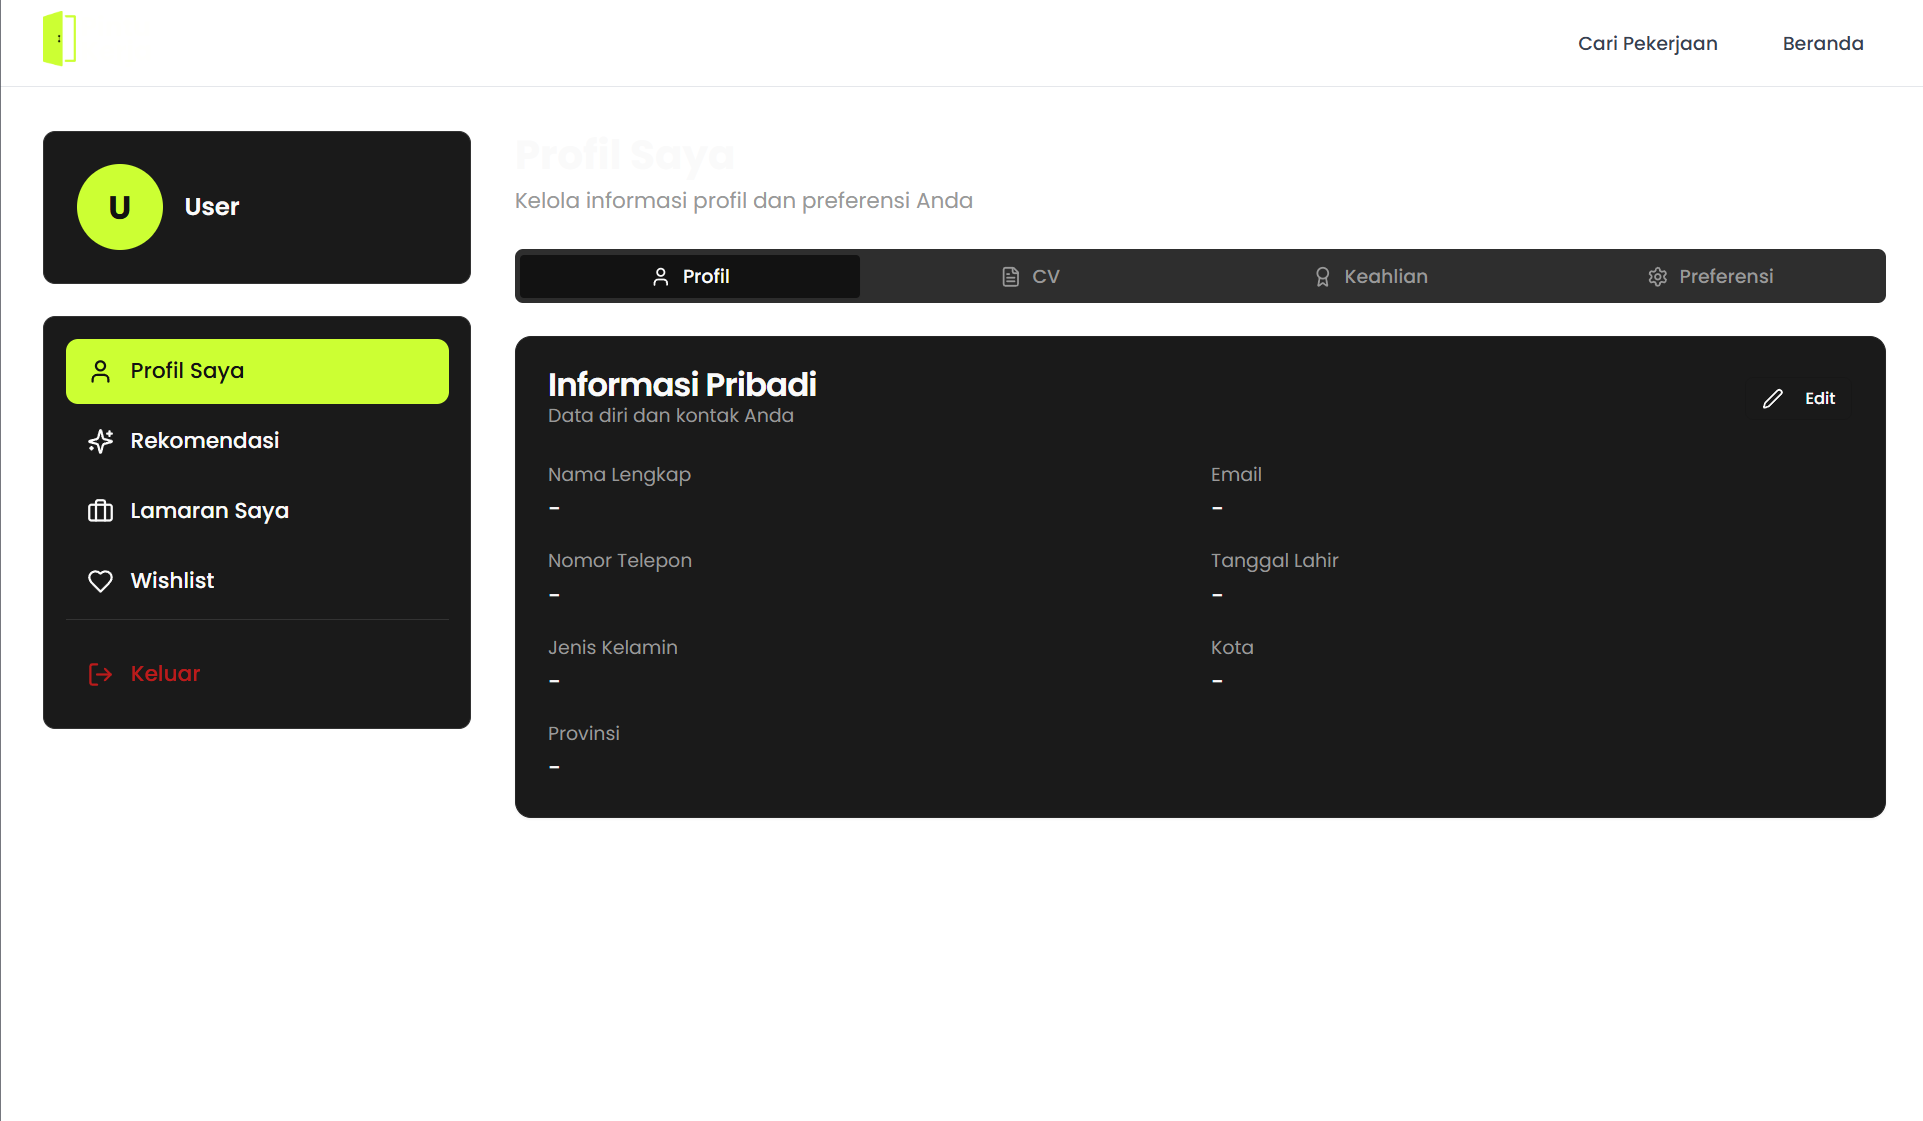 Cari Pekerjaan
Beranda
U
User
Profil Saya
Rekomendasi
Lamaran Saya
Wishlist
Keluar
Profil Saya
Kelola informasi profil dan preferensi Anda
Profil
CV
Keahlian
Preferensi
Informasi Pribadi
Data diri dan kontak Anda
Edit
Nama Lengkap
-
Email
-
Nomor Telepon
-
Tanggal Lahir
-
Jenis Kelamin
-
Kota
-
Provinsi
-